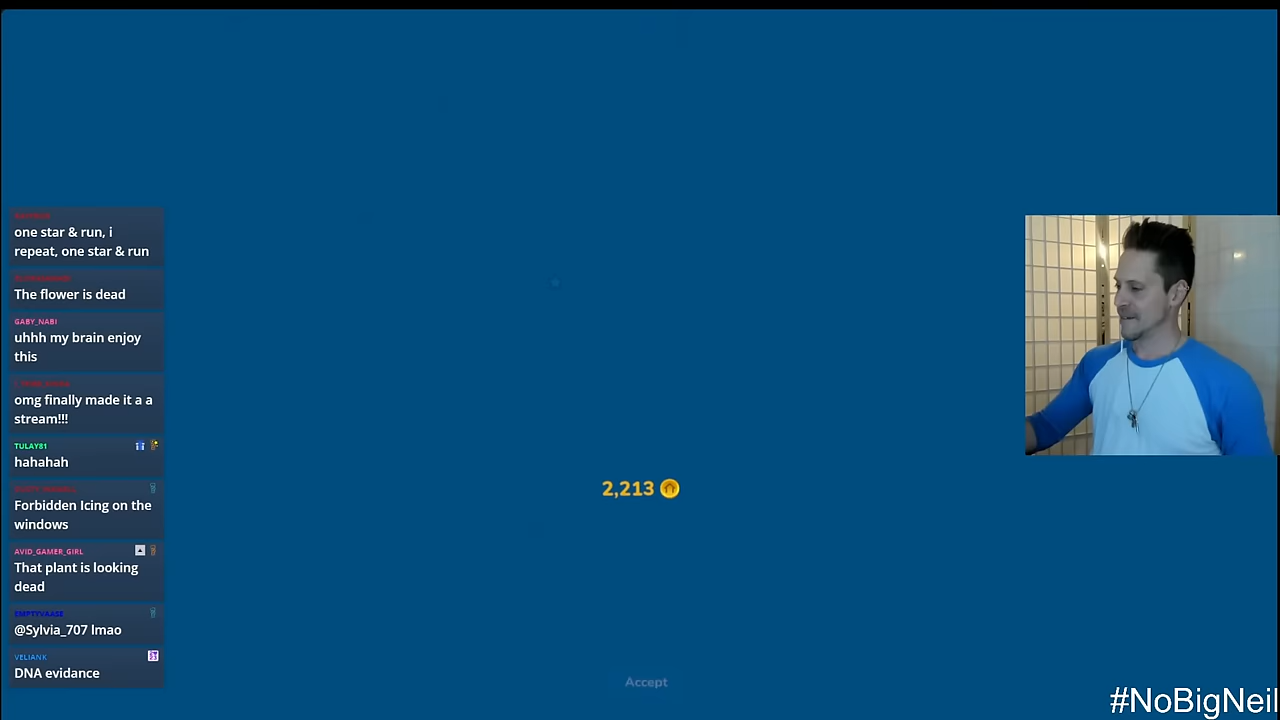 one star & run, i
repeat, one star & run
The flower is dead
GABY_NABI
uhhh my brain enjoy
this
omg finally made it a a
stream!!!
TULAY81
hahahah
Forbidden Icing on the
windows
AVID_GAMER_GIRL
That plant is looking
dead
EMPTYVAASE
@Sylvia_707 lmao
VELIANK
DNA evidance
2,213
Accept
#NoBigNeil